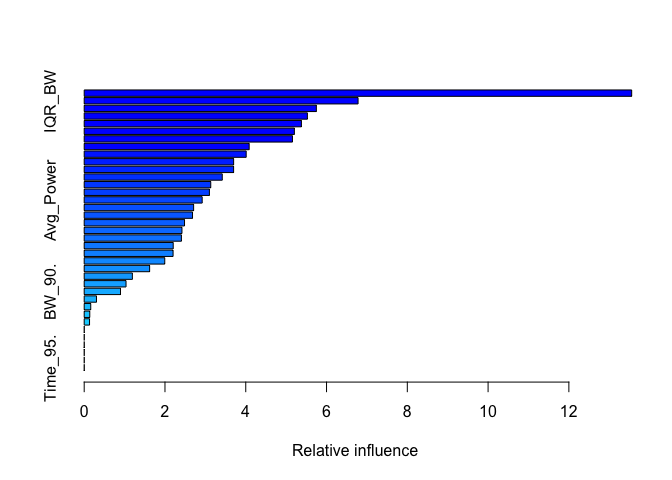 IQR_BW
Avg_Power
BW_90.
Time_95.
0 2 4 6 8 10 12
Relative influence